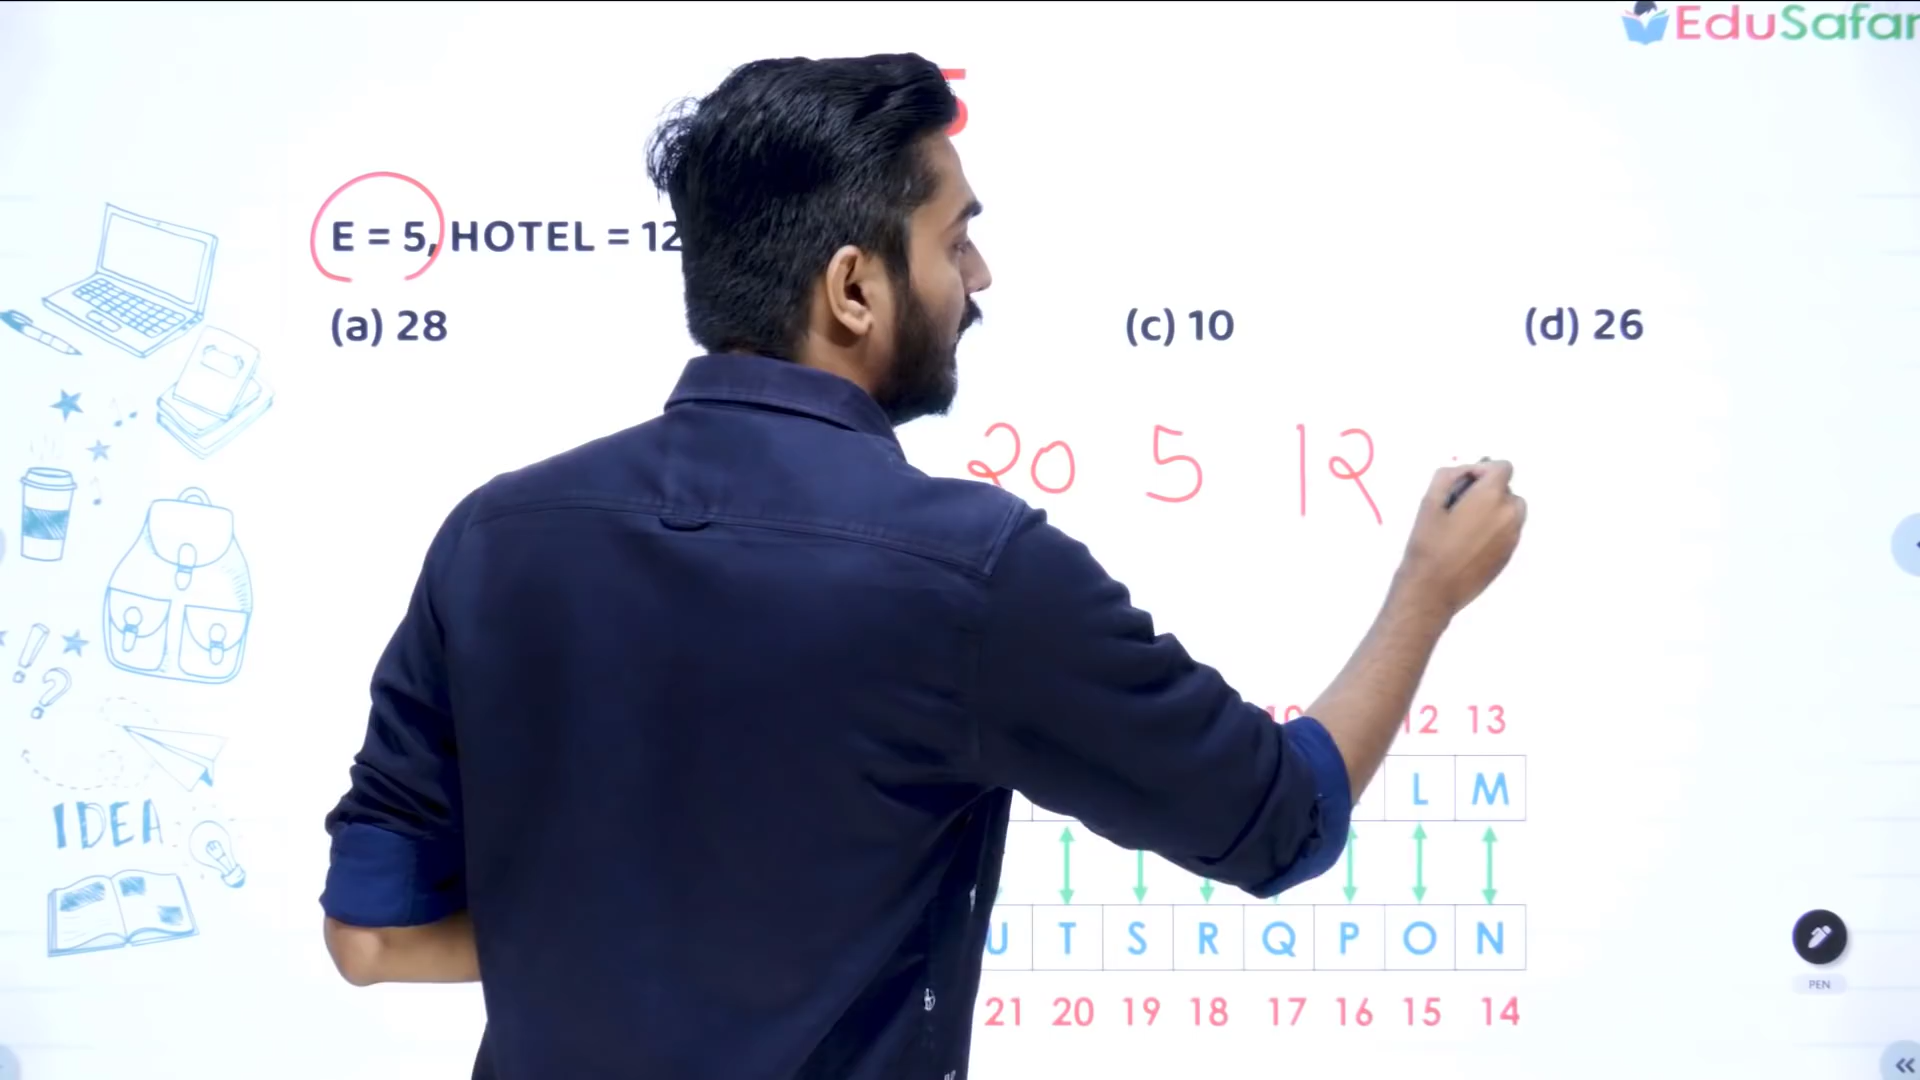 EduSafar
5
E = 5, HOTEL = 12
(a) 28 (c) 10 (d) 26
20 5 12
12 13
L M
U T S R Q P O N
21 20 19 18 17 16 15 14
IDEA
PEN